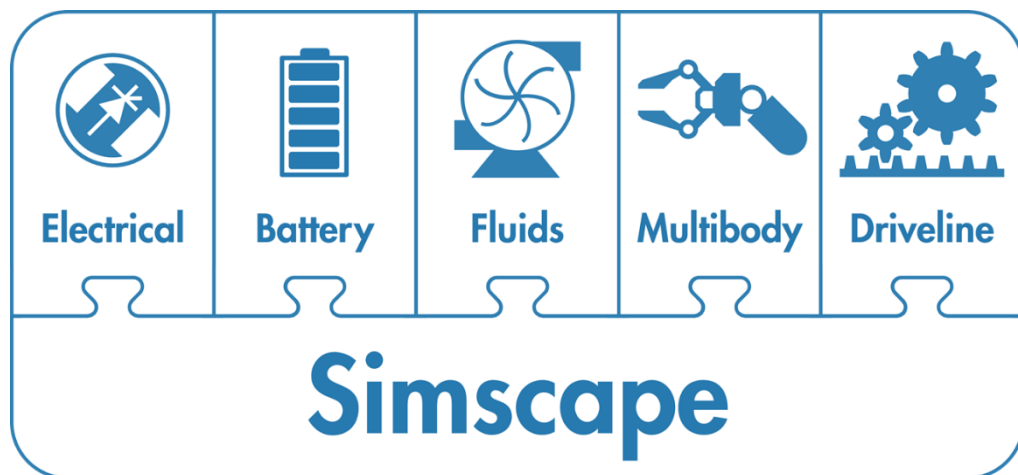 Electrical
Battery
Fluids
Multibody
Driveline
Simscape